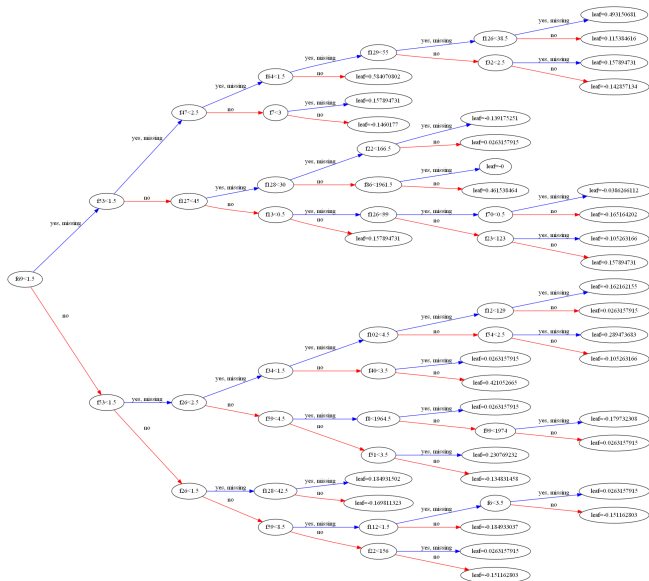 leaf=0.493150681
yes, missing
f126<38.5
yes, missing
no
leaf=0.115384616
f129<55
yes, missing
no
f32<2.5
yes, missing
leaf=0.157894731
no
leaf=-0.142857134
f64<1.5
yes, missing
no
leaf=0.584070802
f47<2.5
yes, missing
no
f7<3
yes, missing
leaf=0.157894731
no
leaf=-0.1460177
f53<1.5
yes, missing
no
f127<45
yes, missing
f128<30
yes, missing
f22<166.5
yes, missing
leaf=-0.139175251
no
leaf=0.0263157915
no
f86<1961.5
yes, missing
leaf=-0
no
leaf=0.461538464
no
f13<0.5
yes, missing
f126<99
yes, missing
f76<0.5
yes, missing
leaf=-0.0386266112
no
leaf=-0.165164202
no
f23<123
yes, missing
leaf=-0.105263166
no
leaf=0.157894731
no
leaf=0.157894731
f69<1.5
no
f53<1.5
yes, missing
f26<2.5
yes, missing
f34<1.5
yes, missing
f102<4.5
yes, missing
f12<129
yes, missing
leaf=-0.162162155
no
leaf=0.0263157915
no
f54<2.5
yes, missing
leaf=0.289473683
no
leaf=-0.105263166
no
f40<3.5
yes, missing
leaf=0.0263157915
no
leaf=0.421052665
no
f59<4.5
yes, missing
f8<1964.5
yes, missing
leaf=0.0263157915
no
f99<1974
yes, missing
leaf=-0.179732308
no
leaf=0.0263157915
no
f51<3.5
yes, missing
leaf=0.230769232
no
leaf=-0.134831458
no
f26<1.5
yes, missing
f128<42.5
yes, missing
leaf=0.184931502
no
leaf=-0.169811323
no
f59<8.5
yes, missing
f112<1.5
yes, missing
f6<3.5
yes, missing
leaf=0.0263157915
no
leaf=-0.151162803
no
leaf=-0.184933037
no
f22<156
yes, missing
leaf=0.0263157915
no
leaf=-0.151162803